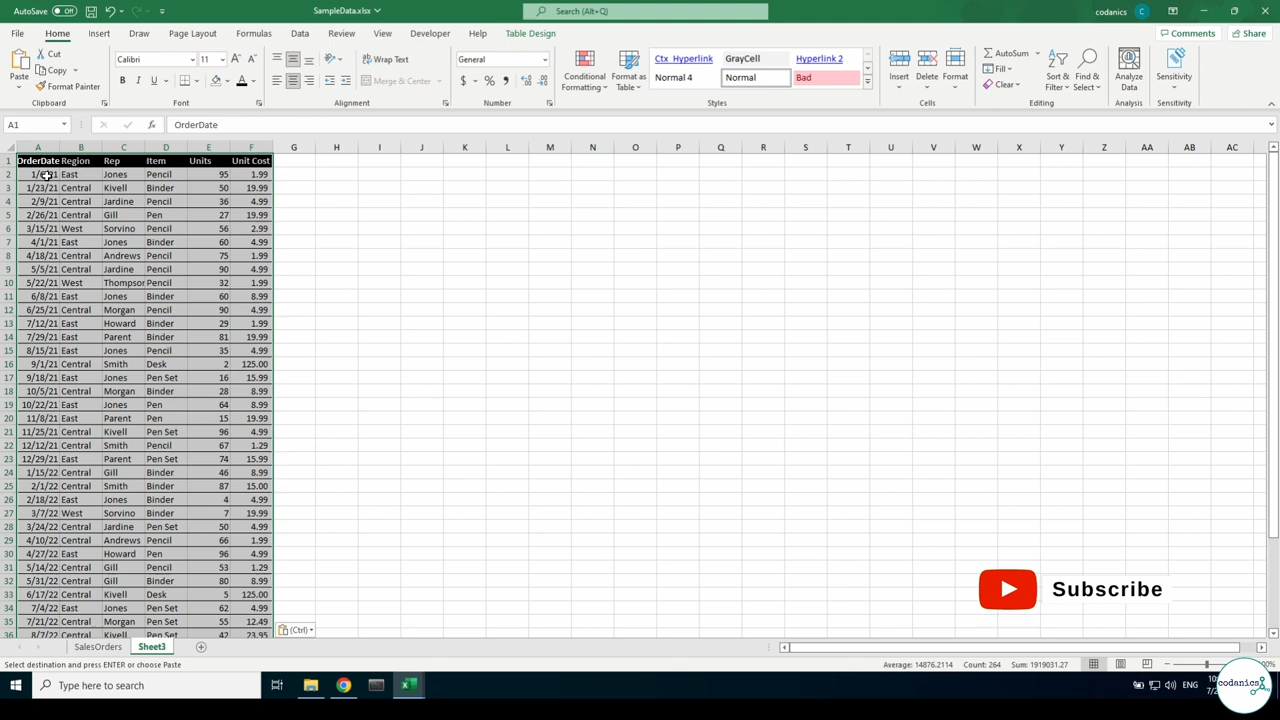 AutoSave Off SampleData.xlsx Search (Alt+Q) codanics C
File Home Insert Draw Page Layout Formulas Data Review View Developer Help Table Design Comments Share
Paste Cut Copy Format Painter Clipboard
Calibri 11 B I U Font
Wrap Text Merge & Center Alignment
General $ % Number
Conditional Formatting Format as Table
Ctx_Hyperlink GrayCell Hyperlink 2
Normal 4 Normal Bad
Styles
Insert Delete Format Cells
AutoSum Fill Clear Sort & Filter Find & Select Editing
Analyze Data Analysis
Sensitivity Sensitivity
A1 fx OrderDate
A B C D E F G H I J K L M N O P Q R S T U V W X Y Z AA AB AC
1 OrderDate Region Rep Item Units Unit Cost
2 East Jones Pencil 95 1.99
3 1/23/21 Central Kivell Binder 50 19.99
4 2/9/21 Central Jardine Pencil 36 4.99
5 2/26/21 Central Gill Pen 27 19.99
6 3/15/21 West Sorvino Pencil 56 2.99
7 4/1/21 East Jones Binder 60 4.99
8 4/18/21 Central Andrews Pencil 75 1.99
9 5/5/21 Central Jardine Pencil 90 4.99
10 5/22/21 West Thompson Pencil 32 1.99
11 6/8/21 East Jones Binder 60 8.99
12 6/25/21 Central Morgan Pencil 90 4.99
13 7/12/21 East Howard Binder 29 1.99
14 7/29/21 East Parent Binder 81 19.99
15 8/15/21 East Jones Pencil 35 4.99
16 9/1/21 Central Smith Desk 2 125.00
17 9/18/21 East Jones Pen Set 16 15.99
18 10/5/21 Central Morgan Binder 28 8.99
19 10/22/21 East Jones Pen 64 8.99
20 11/8/21 East Parent Pen 15 19.99
21 11/25/21 Central Kivell Pen Set 96 4.99
22 12/12/21 Central Smith Pencil 67 1.29
23 12/29/21 East Parent Pen Set 74 15.99
24 1/15/22 Central Gill Binder 46 8.99
25 2/1/22 Central Smith Binder 87 15.00
26 2/18/22 East Jones Binder 4 4.99
27 3/7/22 West Sorvino Binder 7 19.99
28 3/24/22 Central Jardine Pen Set 50 4.99
29 4/10/22 Central Andrews Pencil 66 1.99
30 4/27/22 East Howard Pen 96 4.99
31 5/14/22 Central Gill Pencil 53 1.29
32 5/31/22 Central Gill Binder 80 8.99
33 6/17/22 Central Kivell Desk 5 125.00
34 7/4/22 East Jones Pen Set 62 4.99
35 7/21/22 Central Morgan Pen Set 55 12.49
36 8/7/22 Central Kivell Pen Set 42 23.95
(Ctrl)
Subscribe
SalesOrders Sheet3
Select destination and press ENTER or choose Paste Average: 14876.2114 Count: 264 Sum: 1919031.27
Type here to search ENG
codanics